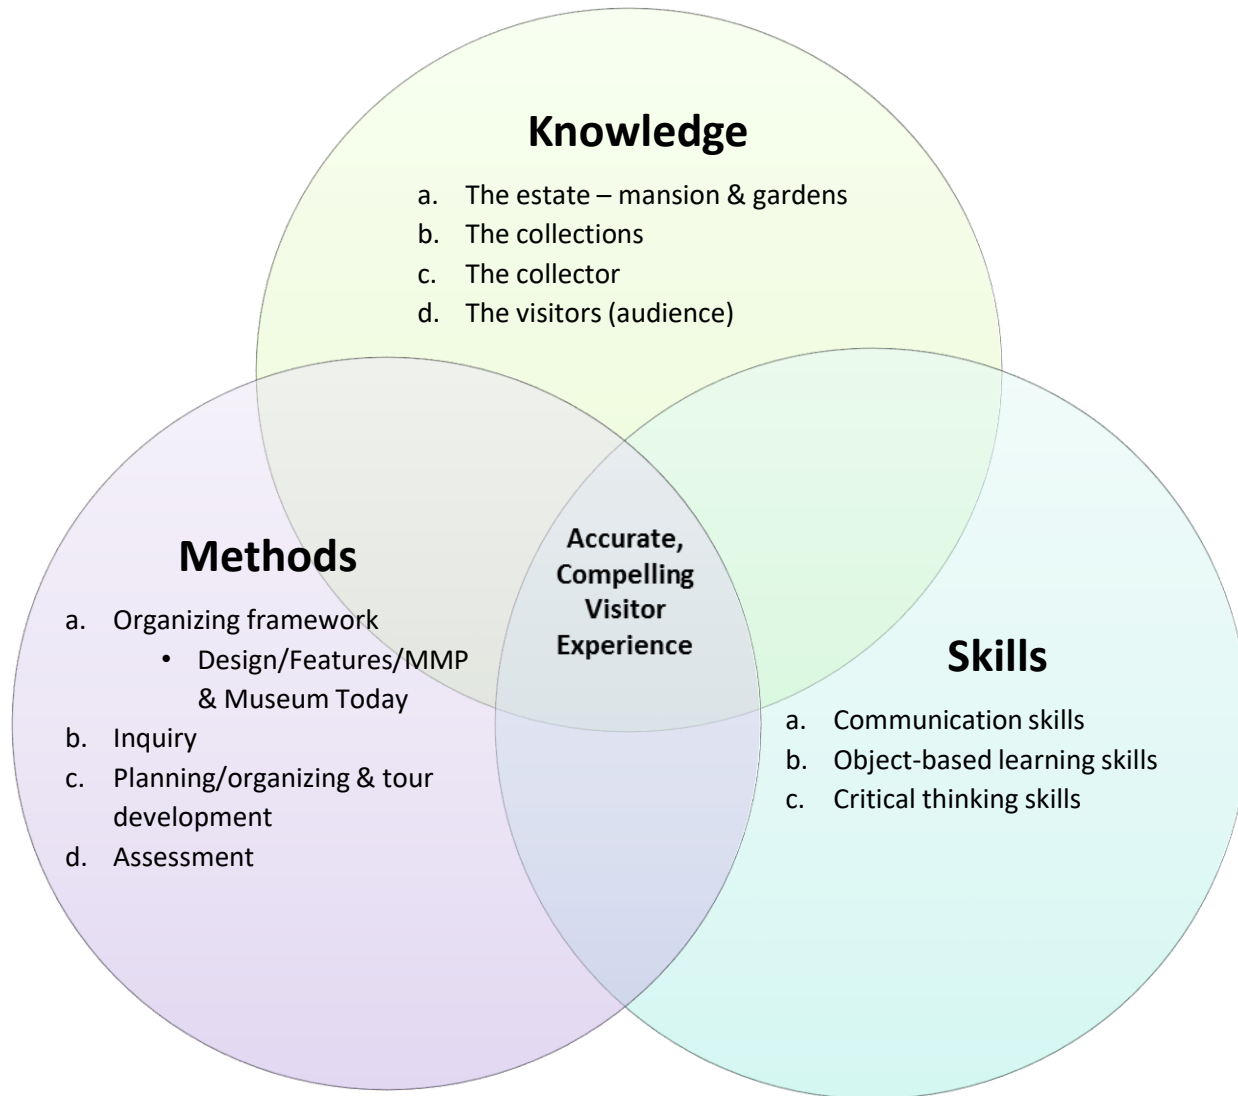 Knowledge
a. The estate – mansion & gardens
b. The collections
c. The collector
d. The visitors (audience)
Methods
a. Organizing framework
• Design/Features/MMP
& Museum Today
b. Inquiry
c. Planning/organizing & tour
development
d. Assessment
Accurate,
Compelling
Visitor
Experience
Skills
a. Communication skills
b. Object-based learning skills
c. Critical thinking skills